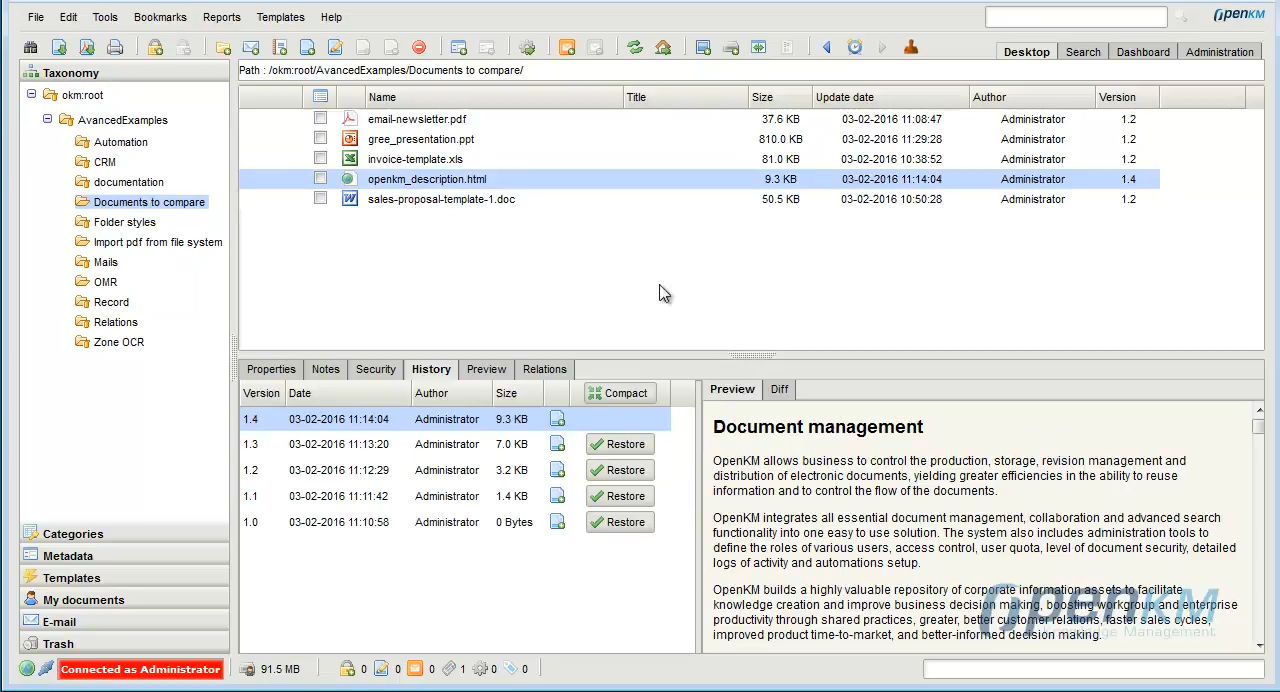 File Edit Tools Bookmarks Reports Templates Help
OPENKM
Desktop Search Dashboard Administration
Taxonomy
okm:root
AvancedExamples
Automation
CRM
documentation
Documents to compare
Folder styles
Import pdf from file system
Mails
OMR
Record
Relations
Zone OCR
Categories
Metadata
Templates
My documents
E-mail
Trash
Path : /okm:root/AvancedExamples/Documents to compare/
Name Title Size Update date Author Version
email-newsletter.pdf 37.6 KB 03-02-2016 11:08:47 Administrator 1.2
gree_presentation.ppt 810.0 KB 03-02-2016 11:29:28 Administrator 1.2
invoice-template.xls 81.0 KB 03-02-2016 10:38:52 Administrator 1.2
openkm_description.html 9.3 KB 03-02-2016 11:14:04 Administrator 1.4
sales-proposal-template-1.doc 50.5 KB 03-02-2016 10:50:28 Administrator 1.2
Properties Notes Security History Preview Relations
Version Date Author Size Compact
1.4 03-02-2016 11:14:04 Administrator 9.3 KB
1.3 03-02-2016 11:13:20 Administrator 7.0 KB Restore
1.2 03-02-2016 11:12:29 Administrator 3.2 KB Restore
1.1 03-02-2016 11:11:42 Administrator 1.4 KB Restore
1.0 03-02-2016 11:10:58 Administrator 0 Bytes Restore
Preview Diff
Document management
OpenKM allows business to control the production, storage, revision management and
distribution of electronic documents, yielding greater efficiencies in the ability to reuse
information and to control the flow of the documents.
OpenKM integrates all essential document management, collaboration and advanced search
functionality into one easy to use solution. The system also includes administration tools to
define the roles of various users, access control, user quota, level of document security, detailed
logs of activity and automations setup.
OpenKM builds a highly valuable repository of corporate information assets to facilitate
knowledge creation and improve business decision making, boosting workgroup and enterprise
productivity through shared practices, greater, better customer relations, faster sales cycles,
improved product time-to-market, and better-informed decision making.
OpenKM
Management
Connected as Administrator 91.5 MB 0 0 0 1 0 0